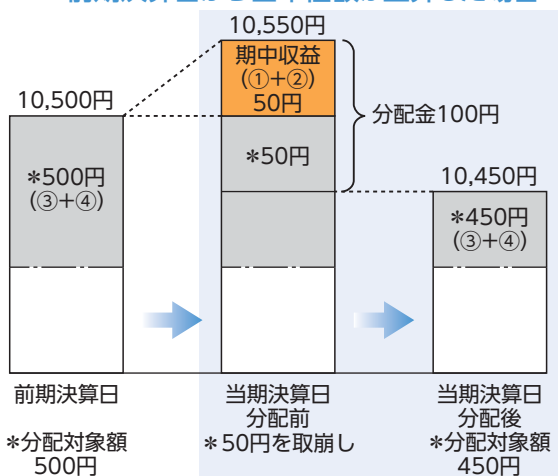 10,550円
期中収益
(①+②)
50円
10,500円
分配金100円
*500円
(③+④)
*50円
10,450円
*450円
(③+④)
前期決算日
当期決算日
分配前
当期決算日
分配後
*分配対象額
500円
*50円を取崩し
*分配対象額
450円